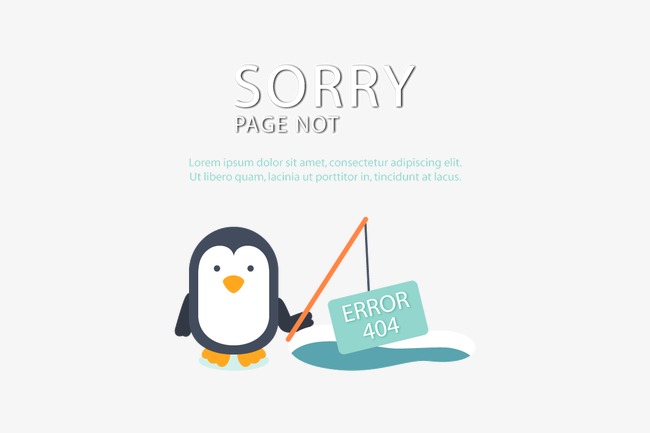 SORRY
PAGE NOT
Lorem ipsum dolor sit amet, consectetur adipiscing elit.
Ut libero quam, lacinia ut porttitor in, tincidunt at lacus.
ERROR
404